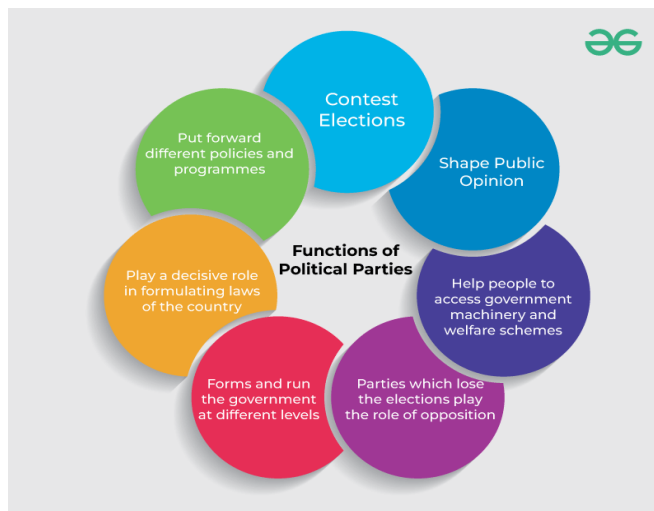 Contest
Elections
Shape Public
Opinion
Help people to
access government
machinery and
welfare schemes
Parties which lose
the elections play
the role of opposition
Forms and run
the government
at different levels
Play a decisive role
in formulating laws
of the country
Put forward
different policies and
programmes
Functions of
Political Parties